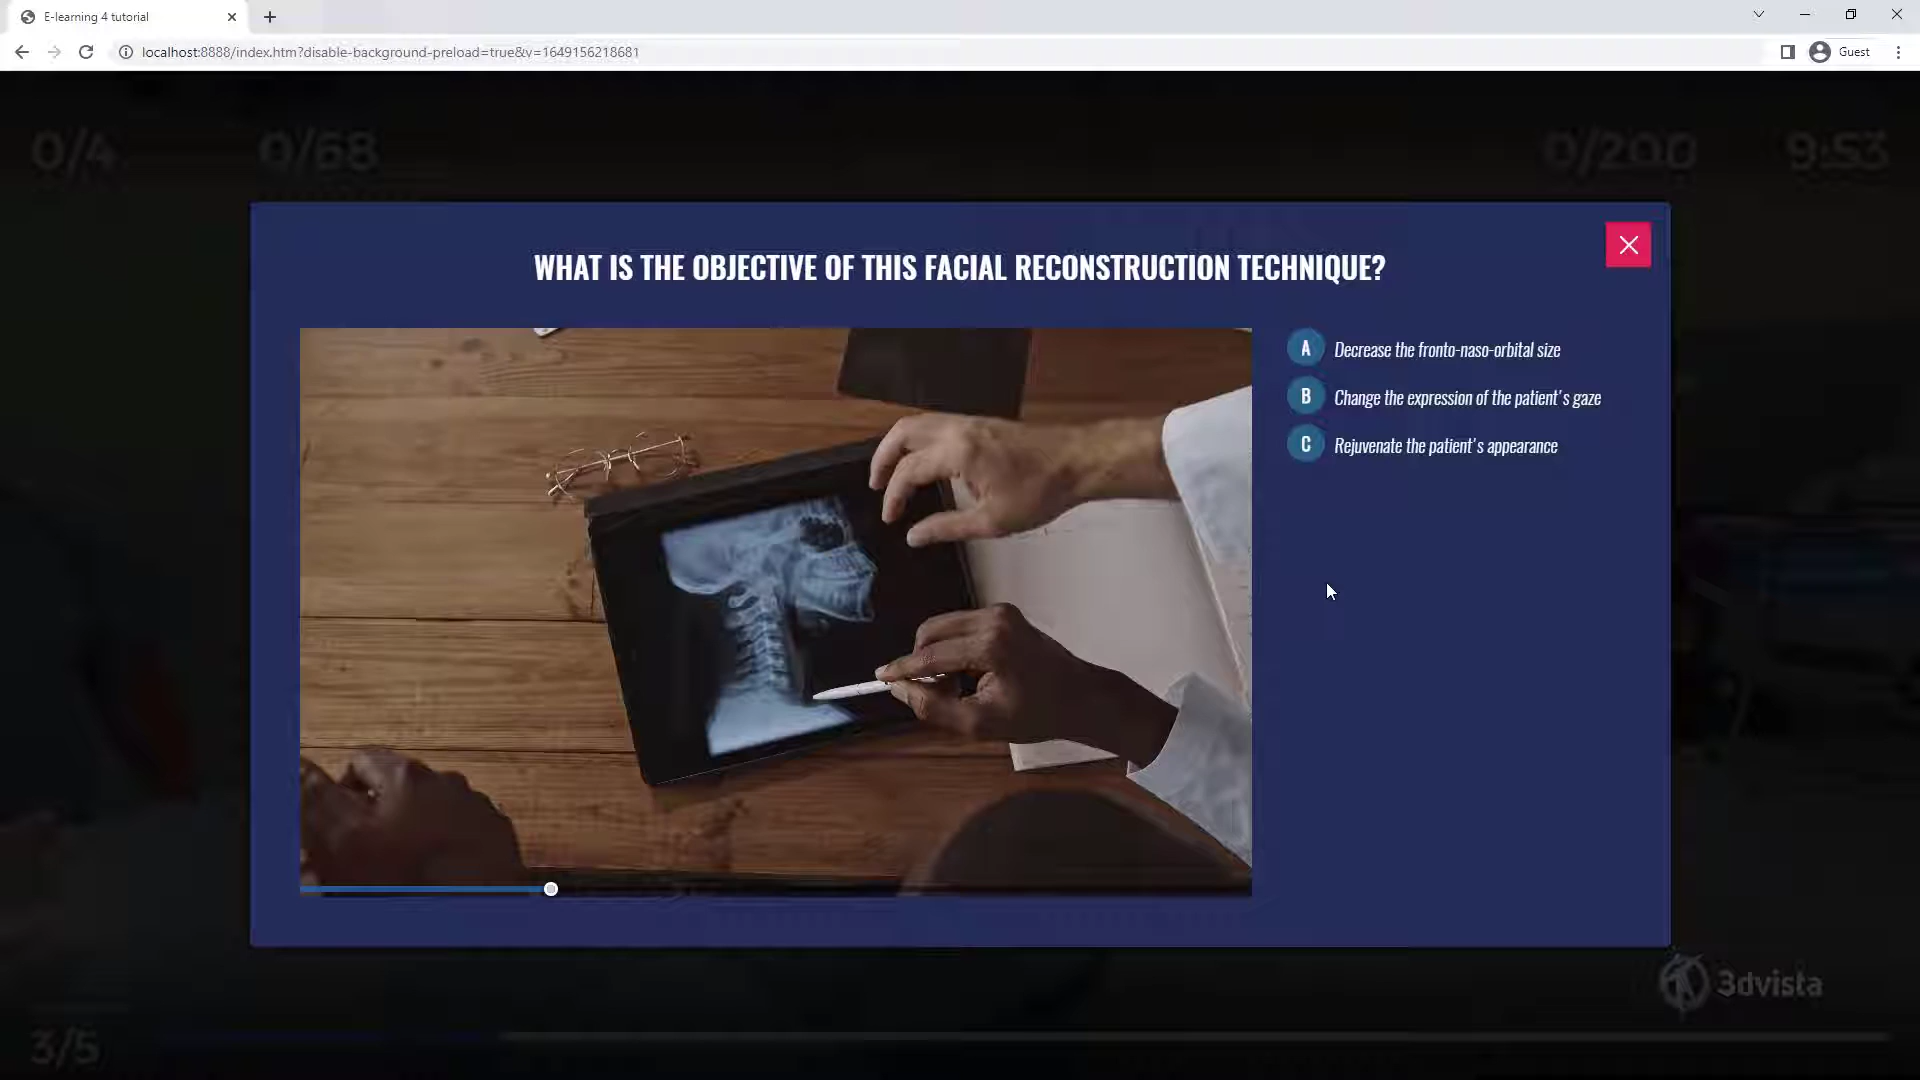 E-learning 4 tutorial
localhost:8888/index.htm?disable-background-preload=true&v=1649156218681
Guest
0/4
0/68
0/200
9:53
WHAT IS THE OBJECTIVE OF THIS FACIAL RECONSTRUCTION TECHNIQUE?
A Decrease the fronto-naso-orbital size
B Change the expression of the patient's gaze
C Rejuvenate the patient's appearance
3dvista
3/5